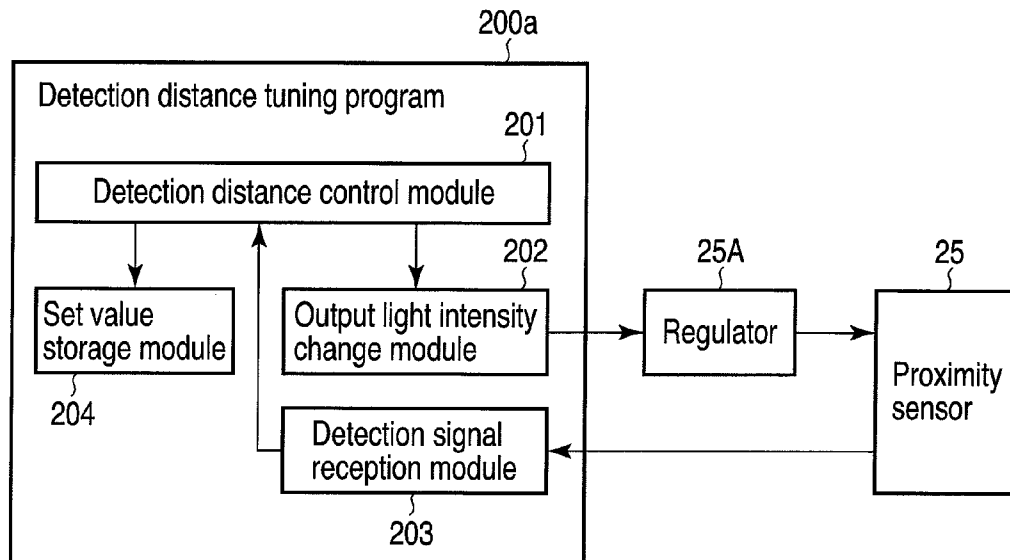 200a
Detection distance tuning program
201
Detection distance control module
202
25A
25
Set value
storage module
Output light intensity
change module
Regulator
Proximity
sensor
204
Detection signal
reception module
203